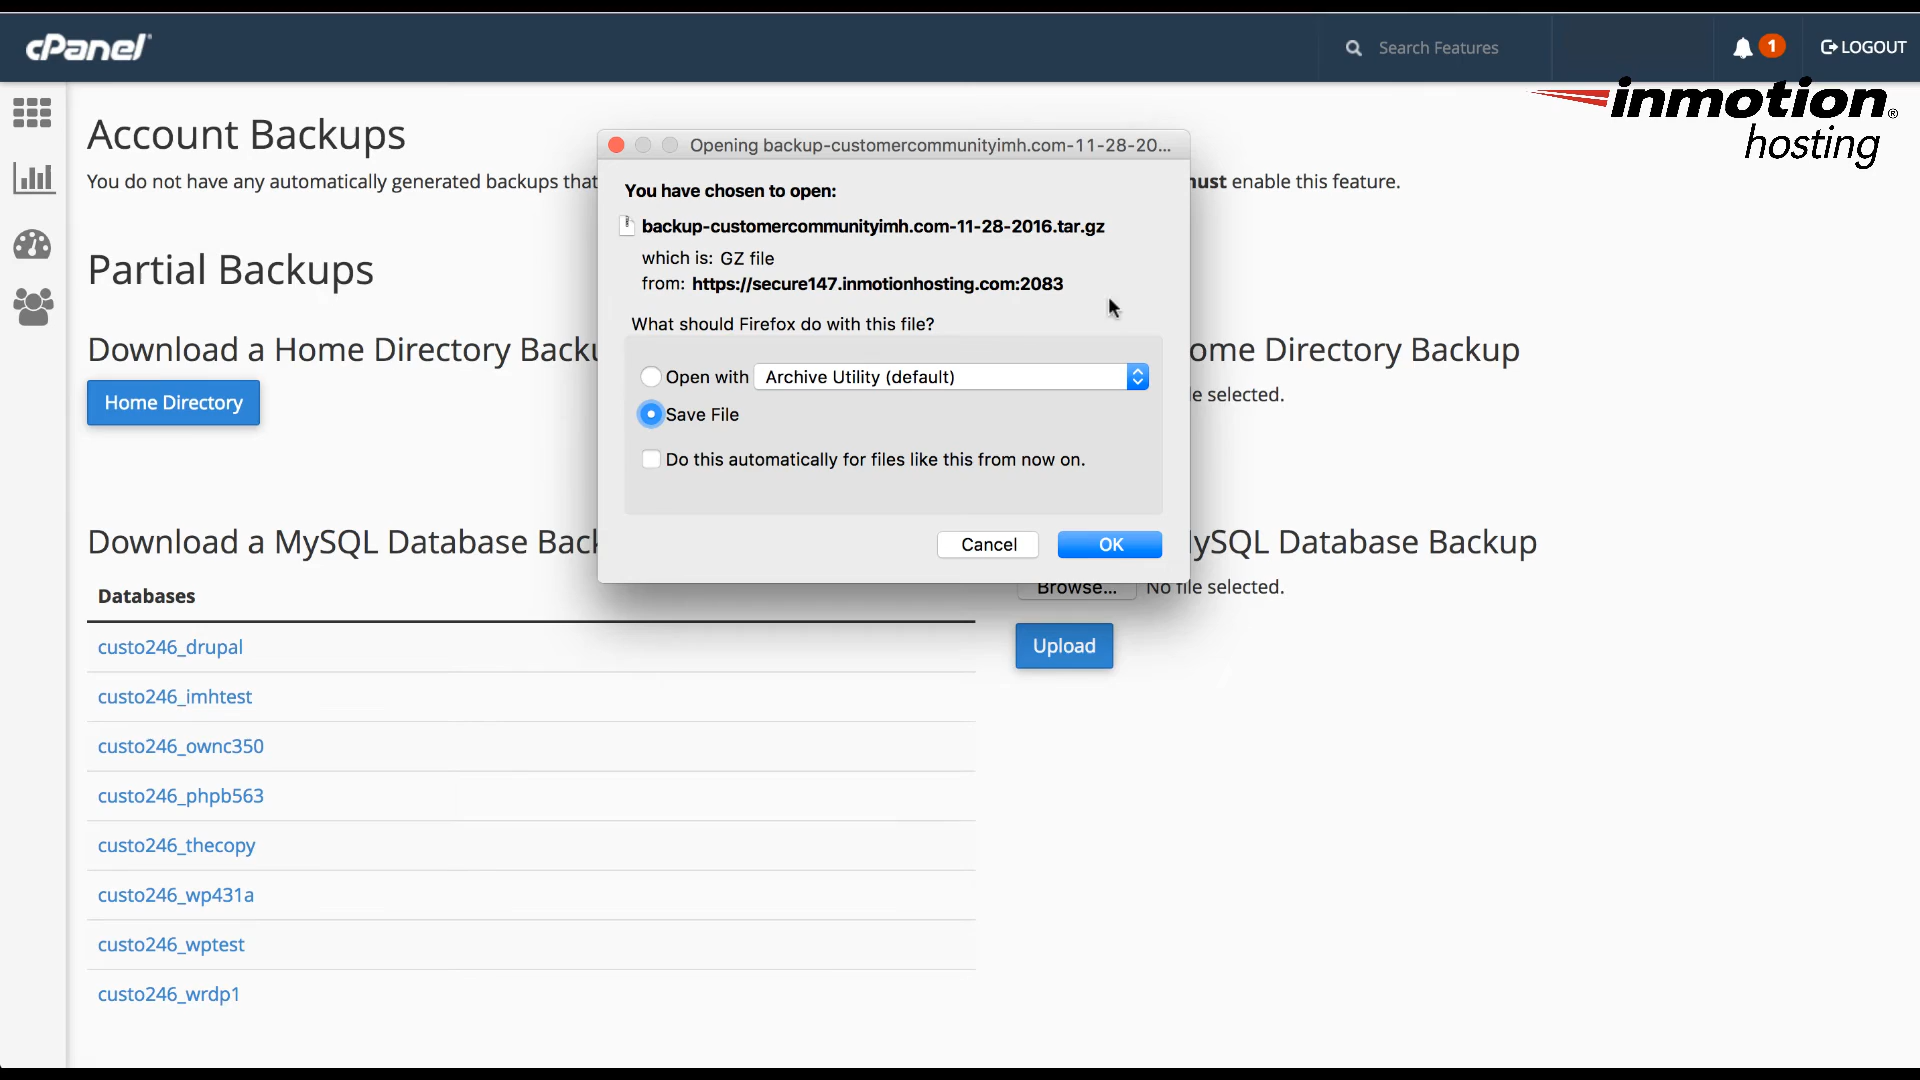 cPanel
Search Features
1
LOGOUT
inmotion®
hosting
Account Backups
You do not have any automatically generated backups that
must enable this feature.
Partial Backups
Download a Home Directory Backu
ome Directory Backup
Home Directory
le selected.
Download a MySQL Database Back
ySQL Database Backup
Browse... No file selected.
Upload
Databases
custo246_drupal
custo246_imhtest
custo246_ownc350
custo246_phpb563
custo246_thecopy
custo246_wp431a
custo246_wptest
custo246_wrdp1
Opening backup-customercommunityimh.com-11-28-20...
You have chosen to open:
backup-customercommunityimh.com-11-28-2016.tar.gz
which is: GZ file
from: https://secure147.inmotionhosting.com:2083
What should Firefox do with this file?
Open with Archive Utility (default)
Save File
Do this automatically for files like this from now on.
Cancel OK